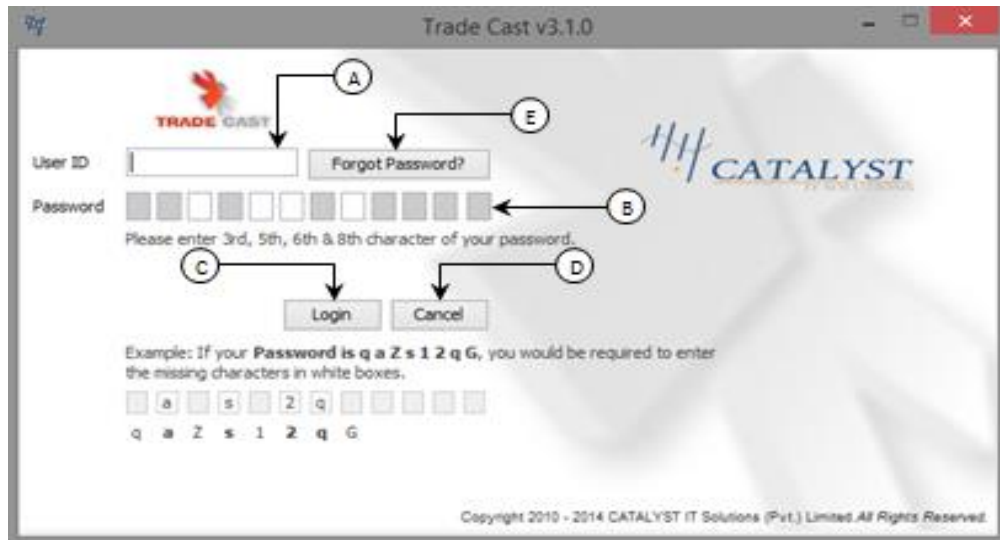 Trade Cast v3.1.0
A
TRADE CAST
E
User ID
Forgot Password?
CATALYST
Password
B
Please enter 3rd, 5th, 6th & 8th character of your password.
C
D
Login Cancel
Example: If your Password is q a Z s 1 2 q G, you would be required to enter
the missing characters in white boxes.
a s 2 q
q a Z s 1 2 q G
Copyright 2010 - 2014 CATALYST IT Solutions (Pvt.) Limited.All Rights Reserved.